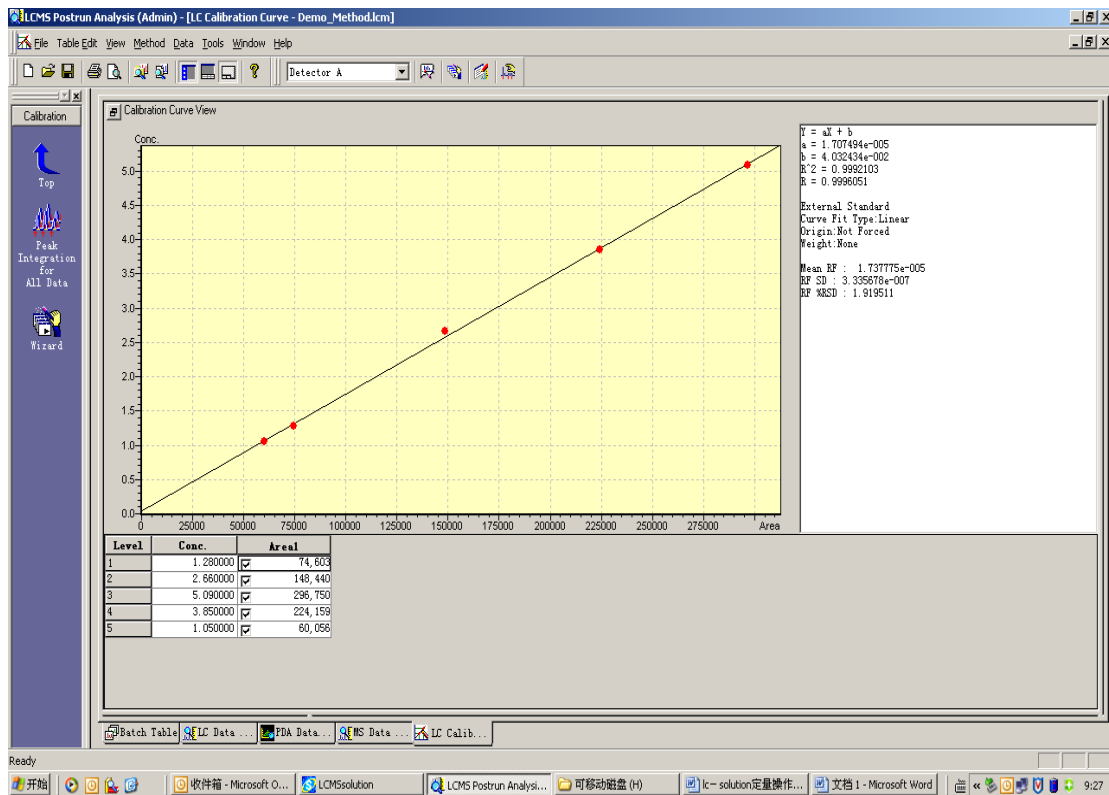 LCMS Postrun Analysis (Admin) - [LC Calibration Curve - Demo_Method.lcm]
File Table Edit View Method Data Tools Window Help
Detector A
Calibration
Top
Peak
Integration
for
All Data
Wizard
Calibration Curve View
Conc.
5.0
4.5
4.0
3.5
3.0
2.5
2.0
1.5
1.0
0.5
0.0
0 25000 50000 75000 100000 125000 150000 175000 200000 225000 250000 275000 Area
Y = aX + b
a = 1.707494e-005
b = 4.032434e-002
R^2 = 0.9992103
R = 0.9996051
External Standard
Curve Fit Type:Linear
Origin:Not Forced
Weight:None
Mean RF : 1.737775e-005
RF SD : 3.335678e-007
RF %RSD : 1.919511
Level Conc. Area1
1 1.280000 74,603
2 2.660000 148,440
3 5.090000 296,750
4 3.850000 224,159
5 1.050000 60,056
Batch Table LC Data ... PDA Data... MS Data ... LC Calib...
Ready
开始 收件箱 - Microsoft O... LCMSsolution LCMS Postrun Analysi... 可移动磁盘 (H) lc- solution定量操作... 文档 1 - Microsoft Word « 9:27